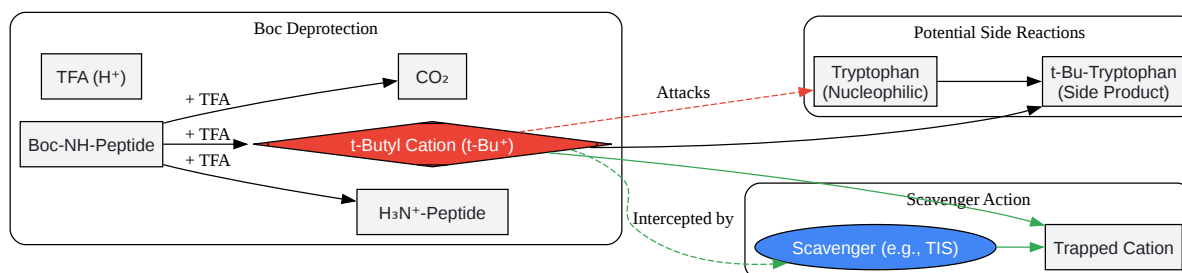 Boc Deprotection
TFA (H⁺)
CO₂
+ TFA
Boc-NH-Peptide
+ TFA
t-Butyl Cation (t-Bu⁺)
+ TFA
H₃N⁺-Peptide
Attacks
Intercepted by
Potential Side Reactions
Tryptophan
(Nucleophilic)
t-Bu-Tryptophan
(Side Product)
Scavenger Action
Scavenger (e.g., TIS)
Trapped Cation